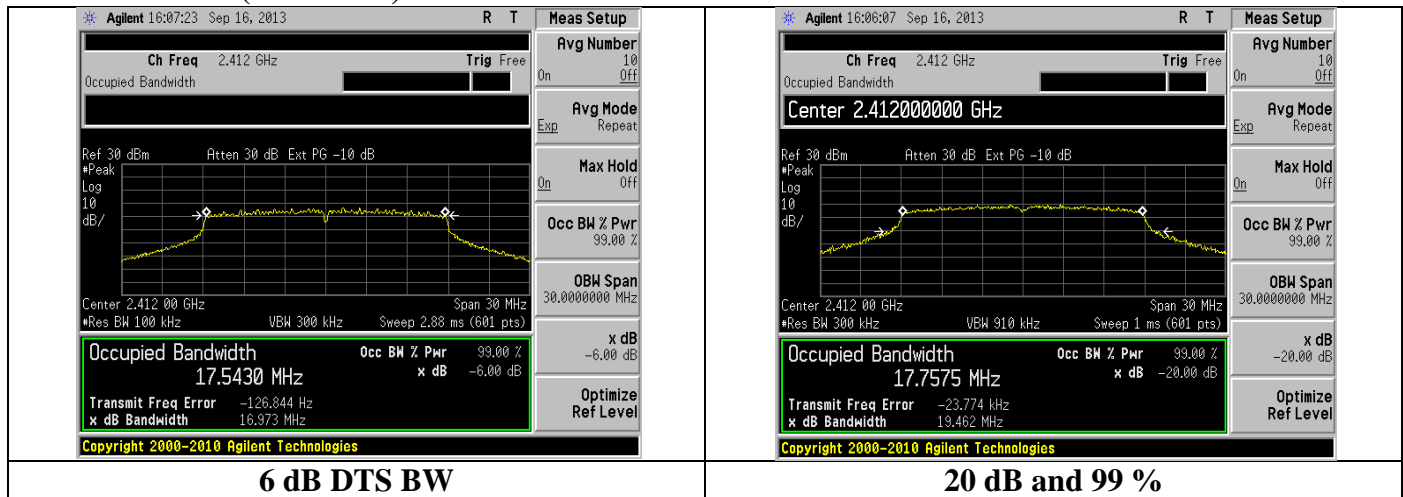 Agilent 16:07:23 Sep 16, 2013 R T
Meas Setup
Ch Freq 2.412 GHz Trig Free
Occupied Bandwidth
Avg Number
10
On Off
Avg Mode
Exp Repeat
Max Hold
On Off
Occ BW % Pwr
99.00 %
OBW Span
30.0000000 MHz
x dB
-6.00 dB
Optimize
Ref Level
Ref 30 dBm Atten 30 dB Ext PG -10 dB
#Peak
Log
10
dB/
Center 2.412 00 GHz Span 30 MHz
#Res BW 100 kHz VBW 300 kHz Sweep 2.88 ms (601 pts)
Occupied Bandwidth Occ BW % Pwr 99.00 %
17.5430 MHz x dB -6.00 dB
Transmit Freq Error -126.844 Hz
x dB Bandwidth 16.973 MHz
Copyright 2000-2010 Agilent Technologies
6 dB DTS BW
Agilent 16:06:07 Sep 16, 2013 R T
Meas Setup
Ch Freq 2.412 GHz Trig Free
Occupied Bandwidth
Center 2.412000000 GHz
Avg Number
10
On Off
Avg Mode
Exp Repeat
Max Hold
On Off
Occ BW % Pwr
99.00 %
OBW Span
30.0000000 MHz
x dB
-20.00 dB
Optimize
Ref Level
Ref 30 dBm Atten 30 dB Ext PG -10 dB
#Peak
Log
10
dB/
Center 2.412 00 GHz Span 30 MHz
#Res BW 300 kHz VBW 910 kHz Sweep 1 ms (601 pts)
Occupied Bandwidth Occ BW % Pwr 99.00 %
17.7575 MHz x dB -20.00 dB
Transmit Freq Error -23.774 kHz
x dB Bandwidth 19.462 MHz
Copyright 2000-2010 Agilent Technologies
20 dB and 99 %